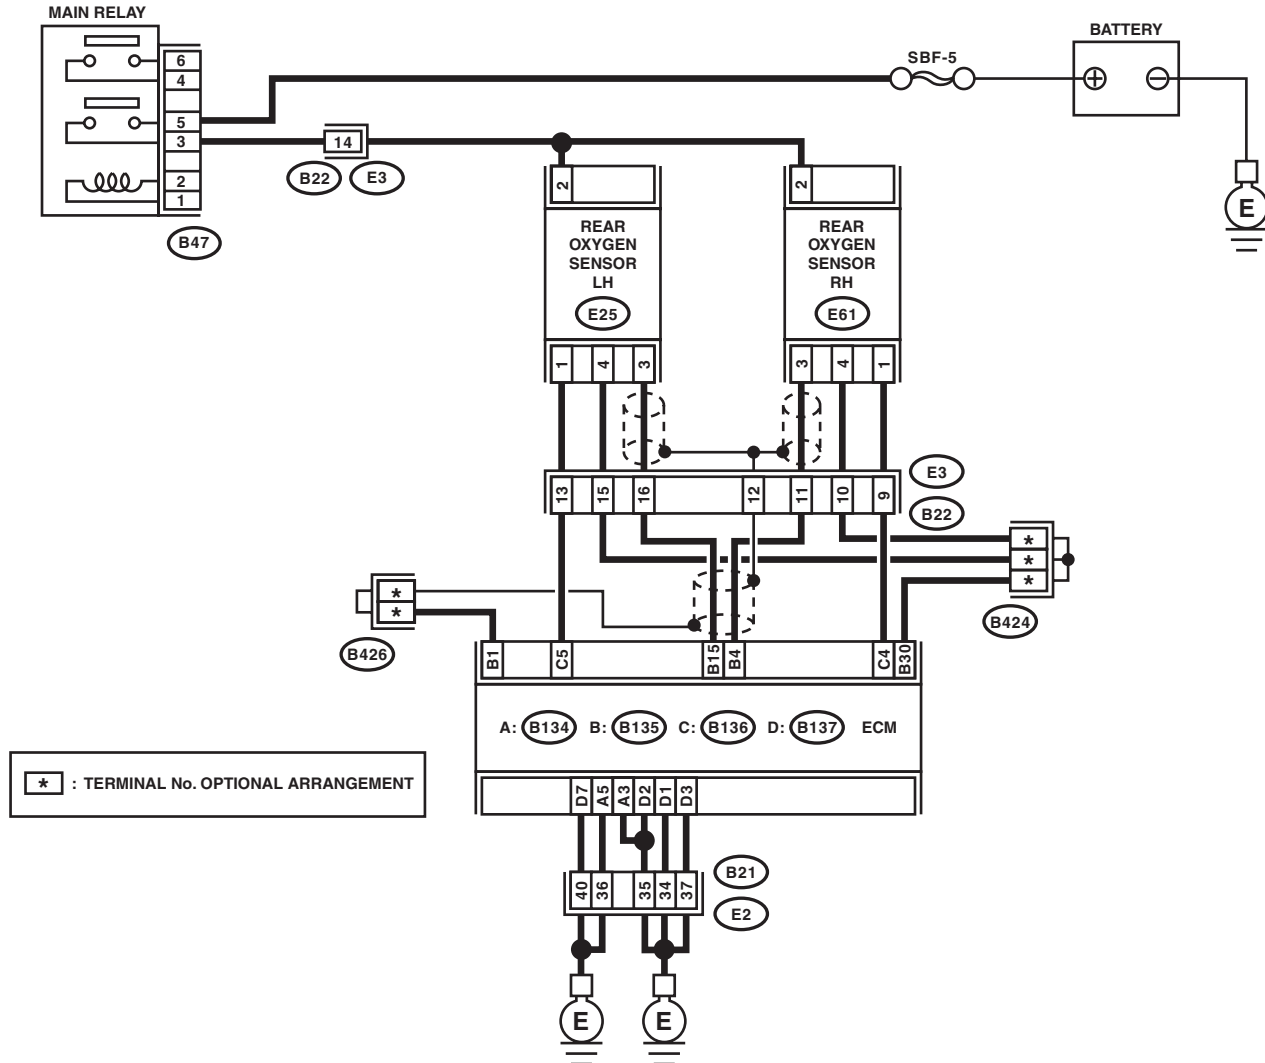 MAIN RELAY
BATTERY
SBF-5
6
4
5
3
2
1
B47
14
B22 E3
E
2
2
REAR
OXYGEN
SENSOR
LH
E25
REAR
OXYGEN
SENSOR
RH
E61
1 4 3
3 4 1
E3
13 15 16 12 11 10 9
B22
*
*
*
B424
*
*
B426
B1 C5 B15 B4 C4 B30
A: B134 B: B135 C: B136 D: B137 ECM
* : TERMINAL No. OPTIONAL ARRANGEMENT
D7 A5 A3 D2 D1 D3
B21
40 36 35 34 37
E2
E E